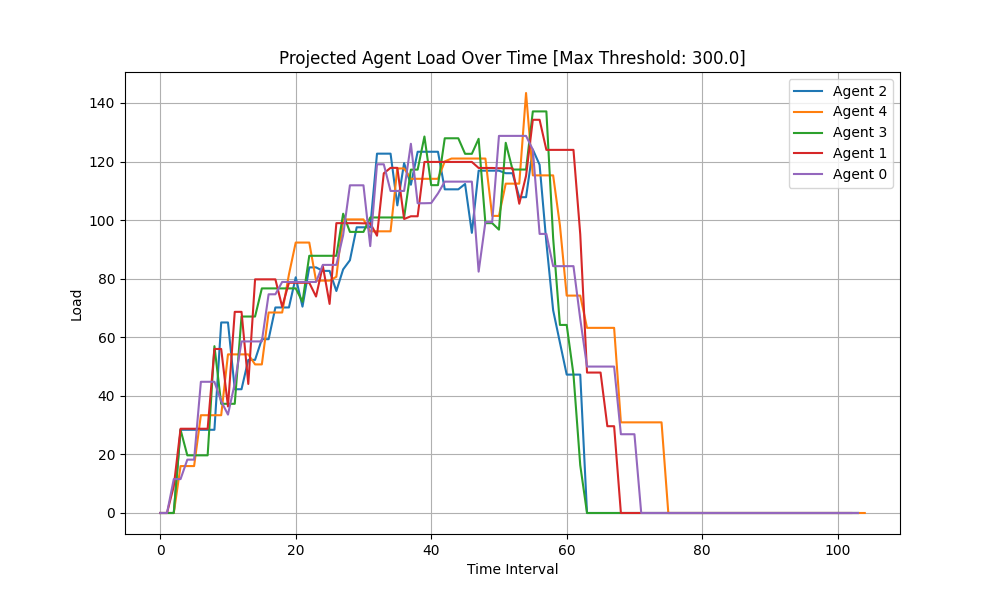 Projected Agent Load Over Time [Max Threshold: 300.0]
Agent 2
Agent 4
Agent 3
Agent 1
Agent 0
Load
140
120
100
80
60
40
20
0
0 20 40 60 80 100
Time Interval